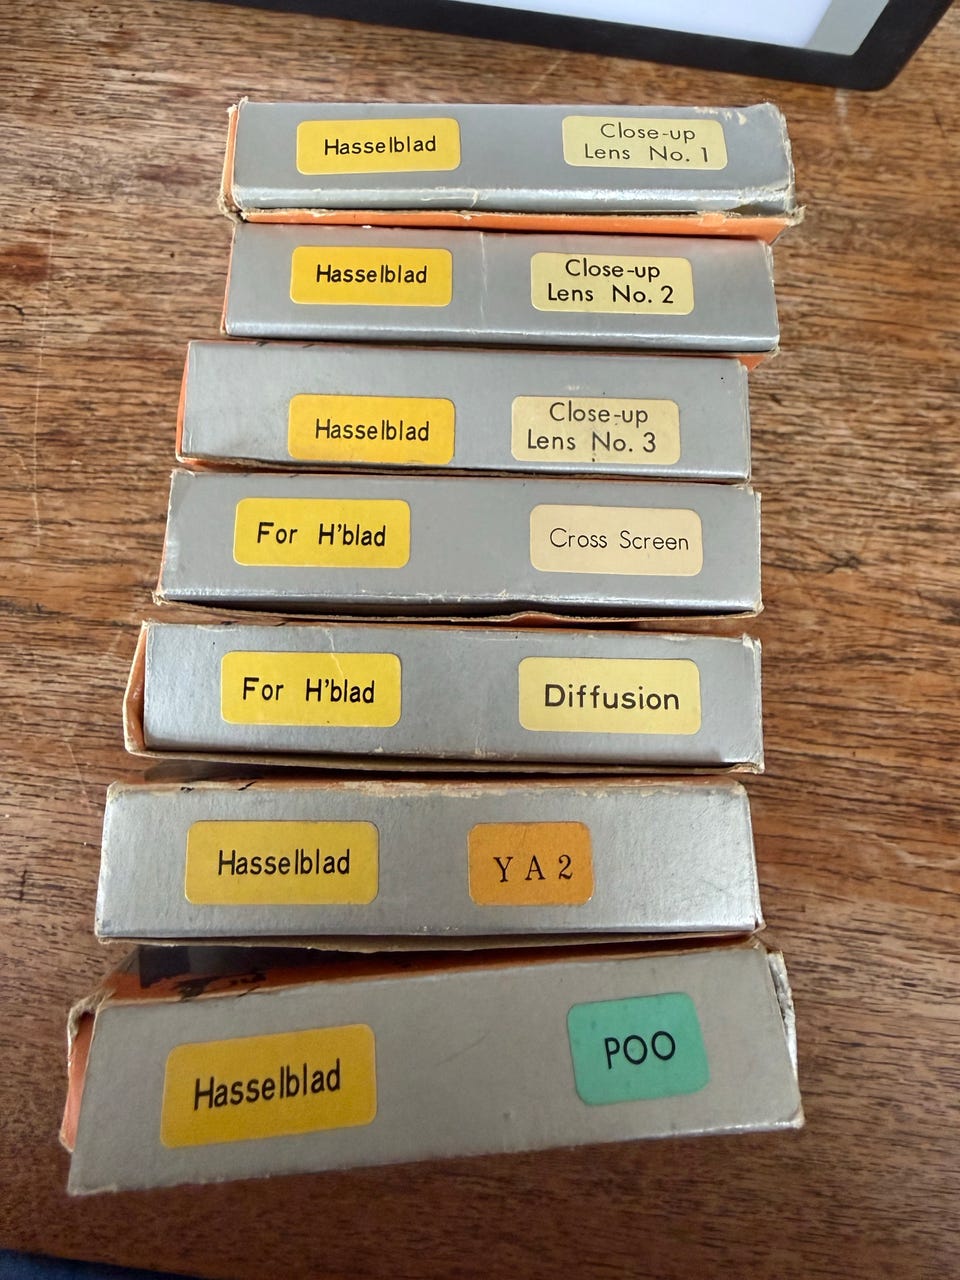 Hasselblad
Close-up
Lens No. 1
Hasselblad
Close-up
Lens No. 2
Hasselblad
Close-up
Lens No. 3
For H'blad
Cross Screen
For H'blad
Diffusion
Hasselblad
Y A 2
Hasselblad
POO